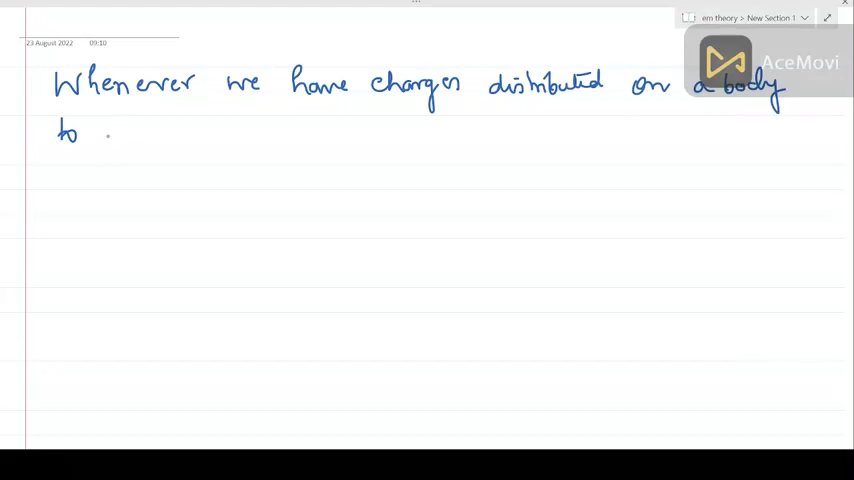 em theory > New Section 1
23 August 2022 09:10
AceMovi
Whenever we have charges distributed on a body
to